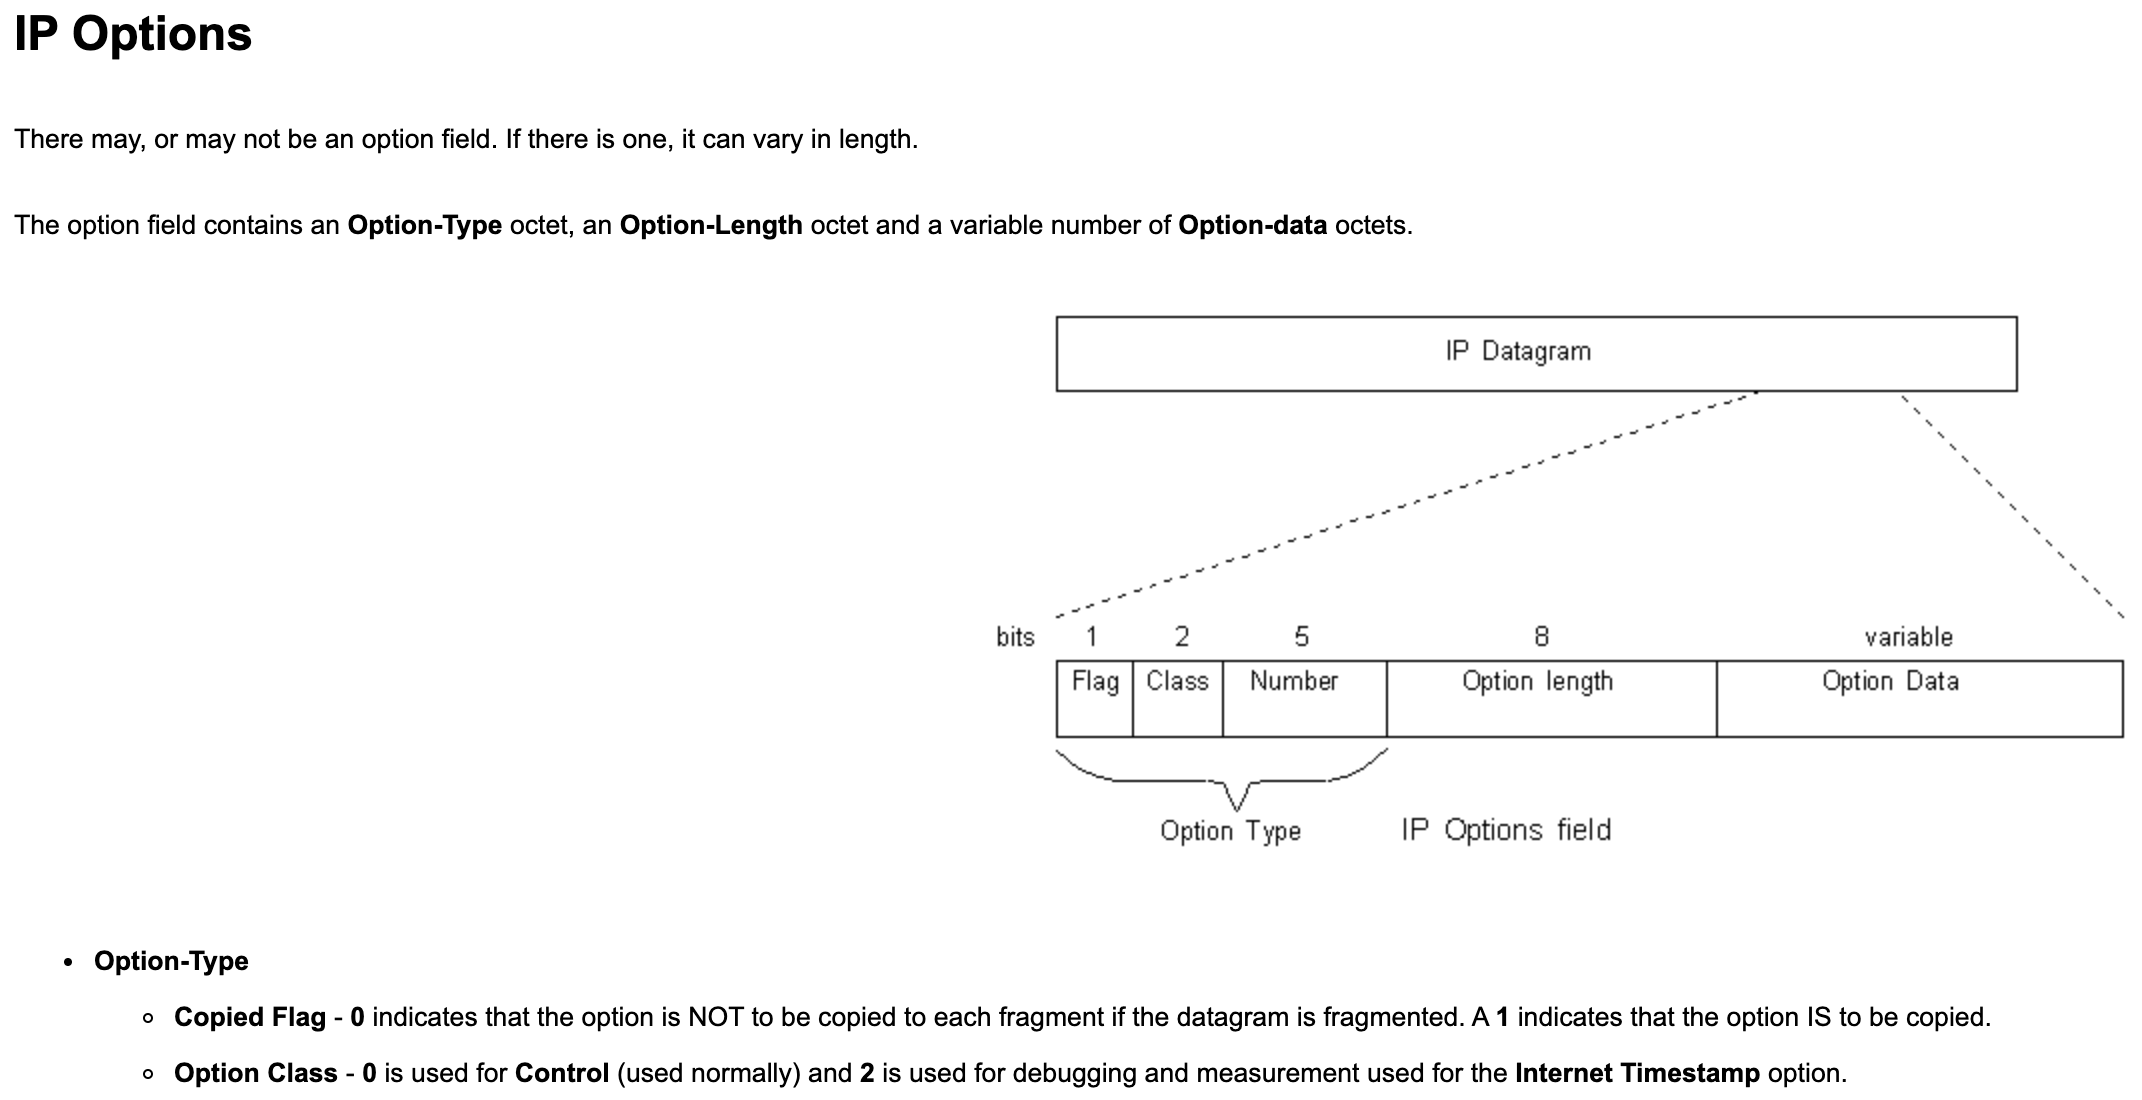 IP Options
There may, or may not be an option field. If there is one, it can vary in length.
The option field contains an Option-Type octet, an Option-Length octet and a variable number of Option-data octets.
IP Datagram
bits 1 2 5 8 variable
Flag Class Number Option length Option Data
Option Type IP Options field
• Option-Type
◦ Copied Flag - 0 indicates that the option is NOT to be copied to each fragment if the datagram is fragmented. A 1 indicates that the option IS to be copied.
◦ Option Class - 0 is used for Control (used normally) and 2 is used for debugging and measurement used for the Internet Timestamp option.